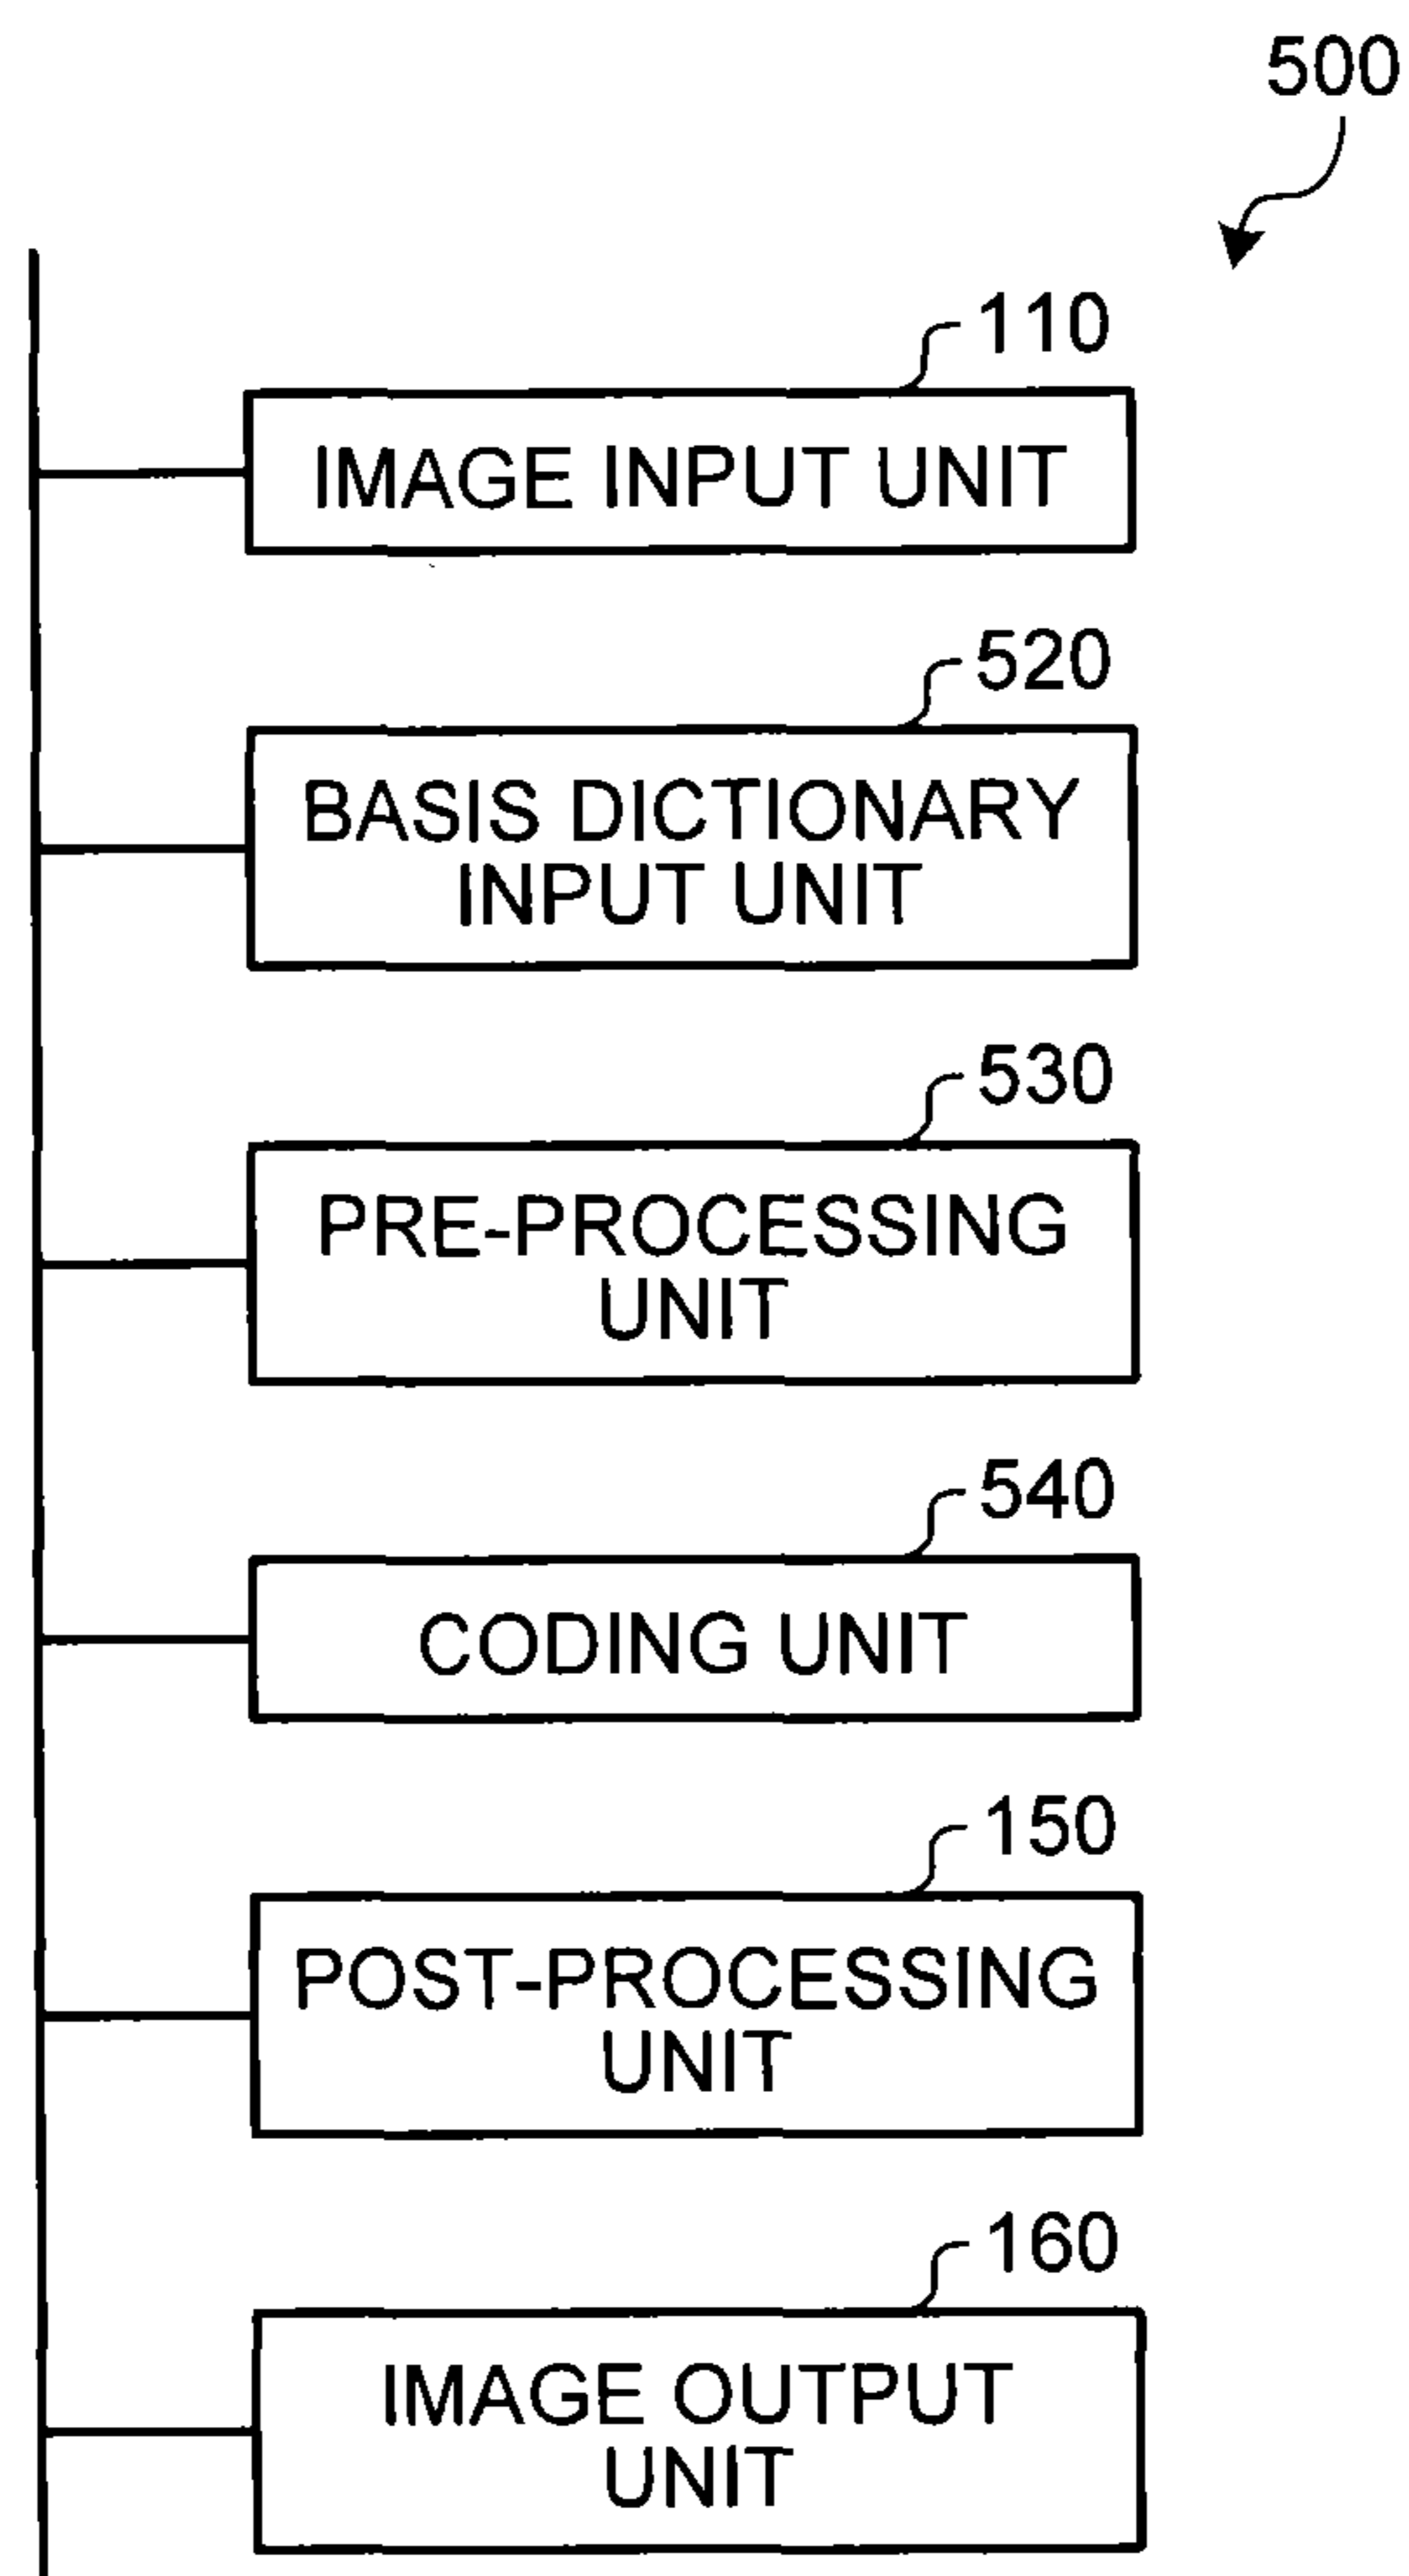 500
110
IMAGE INPUT UNIT
520
BASIS DICTIONARY
INPUT UNIT
530
PRE-PROCESSING
UNIT
540
CODING UNIT
150
POST-PROCESSING
UNIT
160
IMAGE OUTPUT
UNIT